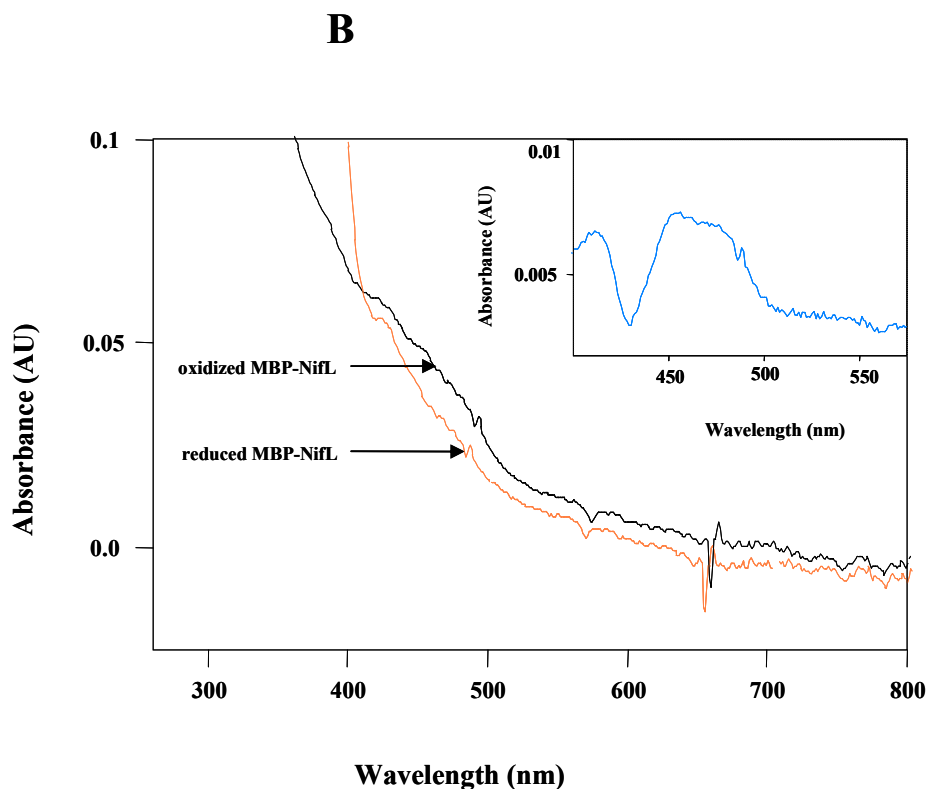 B
0.1
0.05
0.0
Absorbance (AU)
oxidized MBP-NifL
reduced MBP-NifL
0.01
0.005
Absorbance (AU)
450 500 550
Wavelength (nm)
300 400 500 600 700 800
Wavelength (nm)